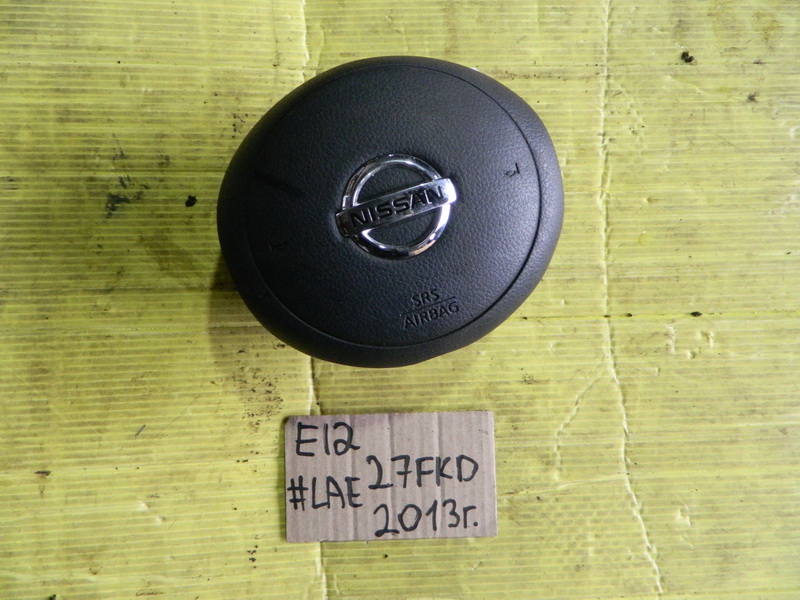 NISSAN
SRS
AIRBAG
E12
27FKD
#LAE
2013г.